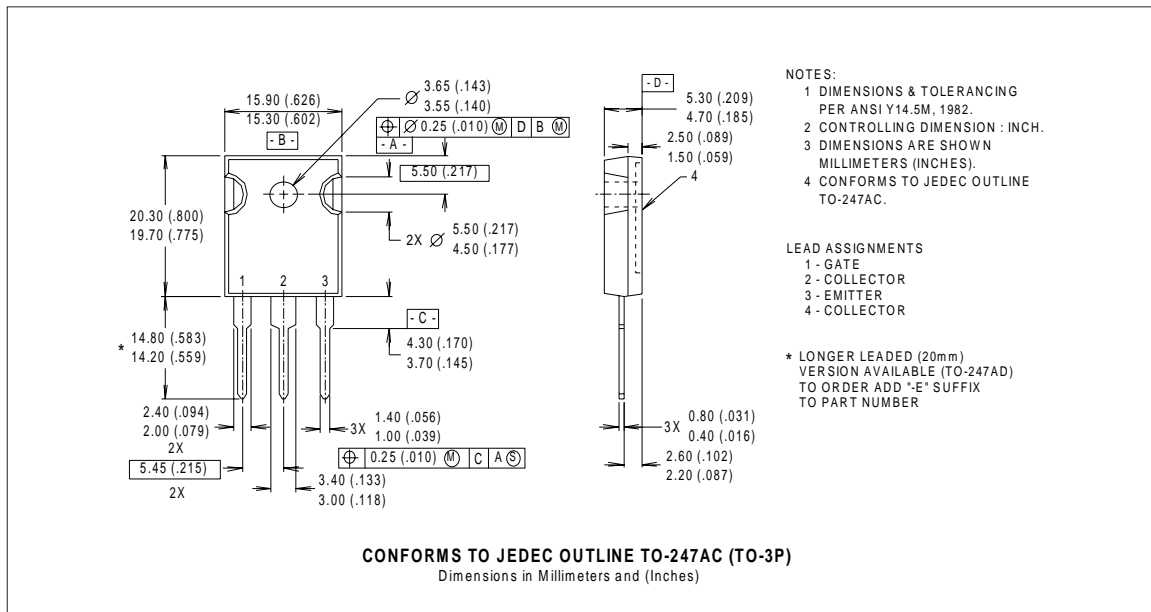 3.65 (.143)
3.55 (.140)
Ø
15.90 (.626)
15.30 (.602)
- B -
Ø 0.25 (.010) Ⓜ D B Ⓜ
- A -
5.50 (.217)
20.30 (.800)
19.70 (.775)
2X Ø 5.50 (.217)
4.50 (.177)
1 2 3
- C -
* 14.80 (.583)
14.20 (.559)
4.30 (.170)
3.70 (.145)
2.40 (.094)
2.00 (.079)
2X
5.45 (.215)
2X
3X 1.40 (.056)
1.00 (.039)
0.25 (.010) Ⓜ C A Ⓢ
3.40 (.133)
3.00 (.118)
- D -
5.30 (.209)
4.70 (.185)
2.50 (.089)
1.50 (.059)
4
3X 0.80 (.031)
0.40 (.016)
2.60 (.102)
2.20 (.087)
NOTES:
1 DIMENSIONS & TOLERANCING
PER ANSI Y14.5M, 1982.
2 CONTROLLING DIMENSION : INCH.
3 DIMENSIONS ARE SHOWN
MILLIMETERS (INCHES).
4 CONFORMS TO JEDEC OUTLINE
TO-247AC.
LEAD ASSIGNMENTS
1 - GATE
2 - COLLECTOR
3 - EMITTER
4 - COLLECTOR
* LONGER LEADED (20mm)
VERSION AVAILABLE (TO-247AD)
TO ORDER ADD "-E" SUFFIX
TO PART NUMBER
CONFORMS TO JEDEC OUTLINE TO-247AC (TO-3P)
Dimensions in Millimeters and (Inches)